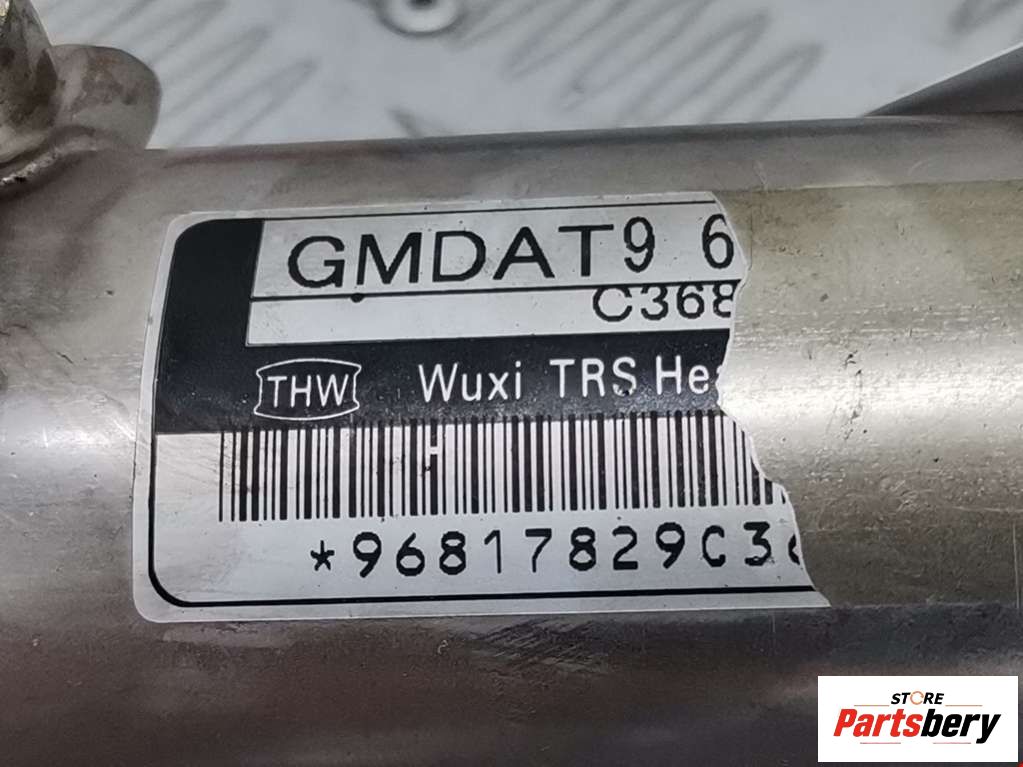 GMDAT9 6
C368
THW Wuxi TRS He
H
*96817829C3
STORE
Partsbery